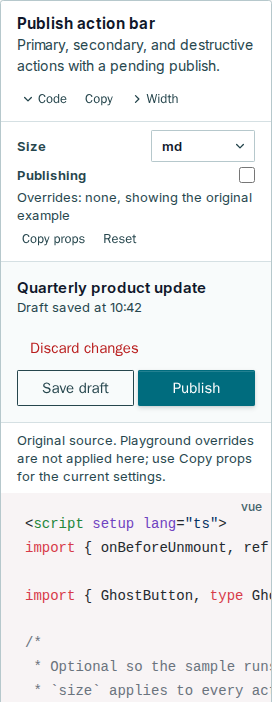 Publish action bar
Primary, secondary, and destructive
actions with a pending publish.
Code Copy Width
Size md
Publishing
Overrides: none, showing the original
example
Copy props Reset
Quarterly product update
Draft saved at 10:42
Discard changes
Save draft Publish
Original source. Playground overrides
are not applied here; use Copy props
for the current settings.
vue
<script setup lang="ts">
import { onBeforeUnmount, ref
import { GhostButton, type Gho
/*
* Optional so the sample runs
* `size` applies to every